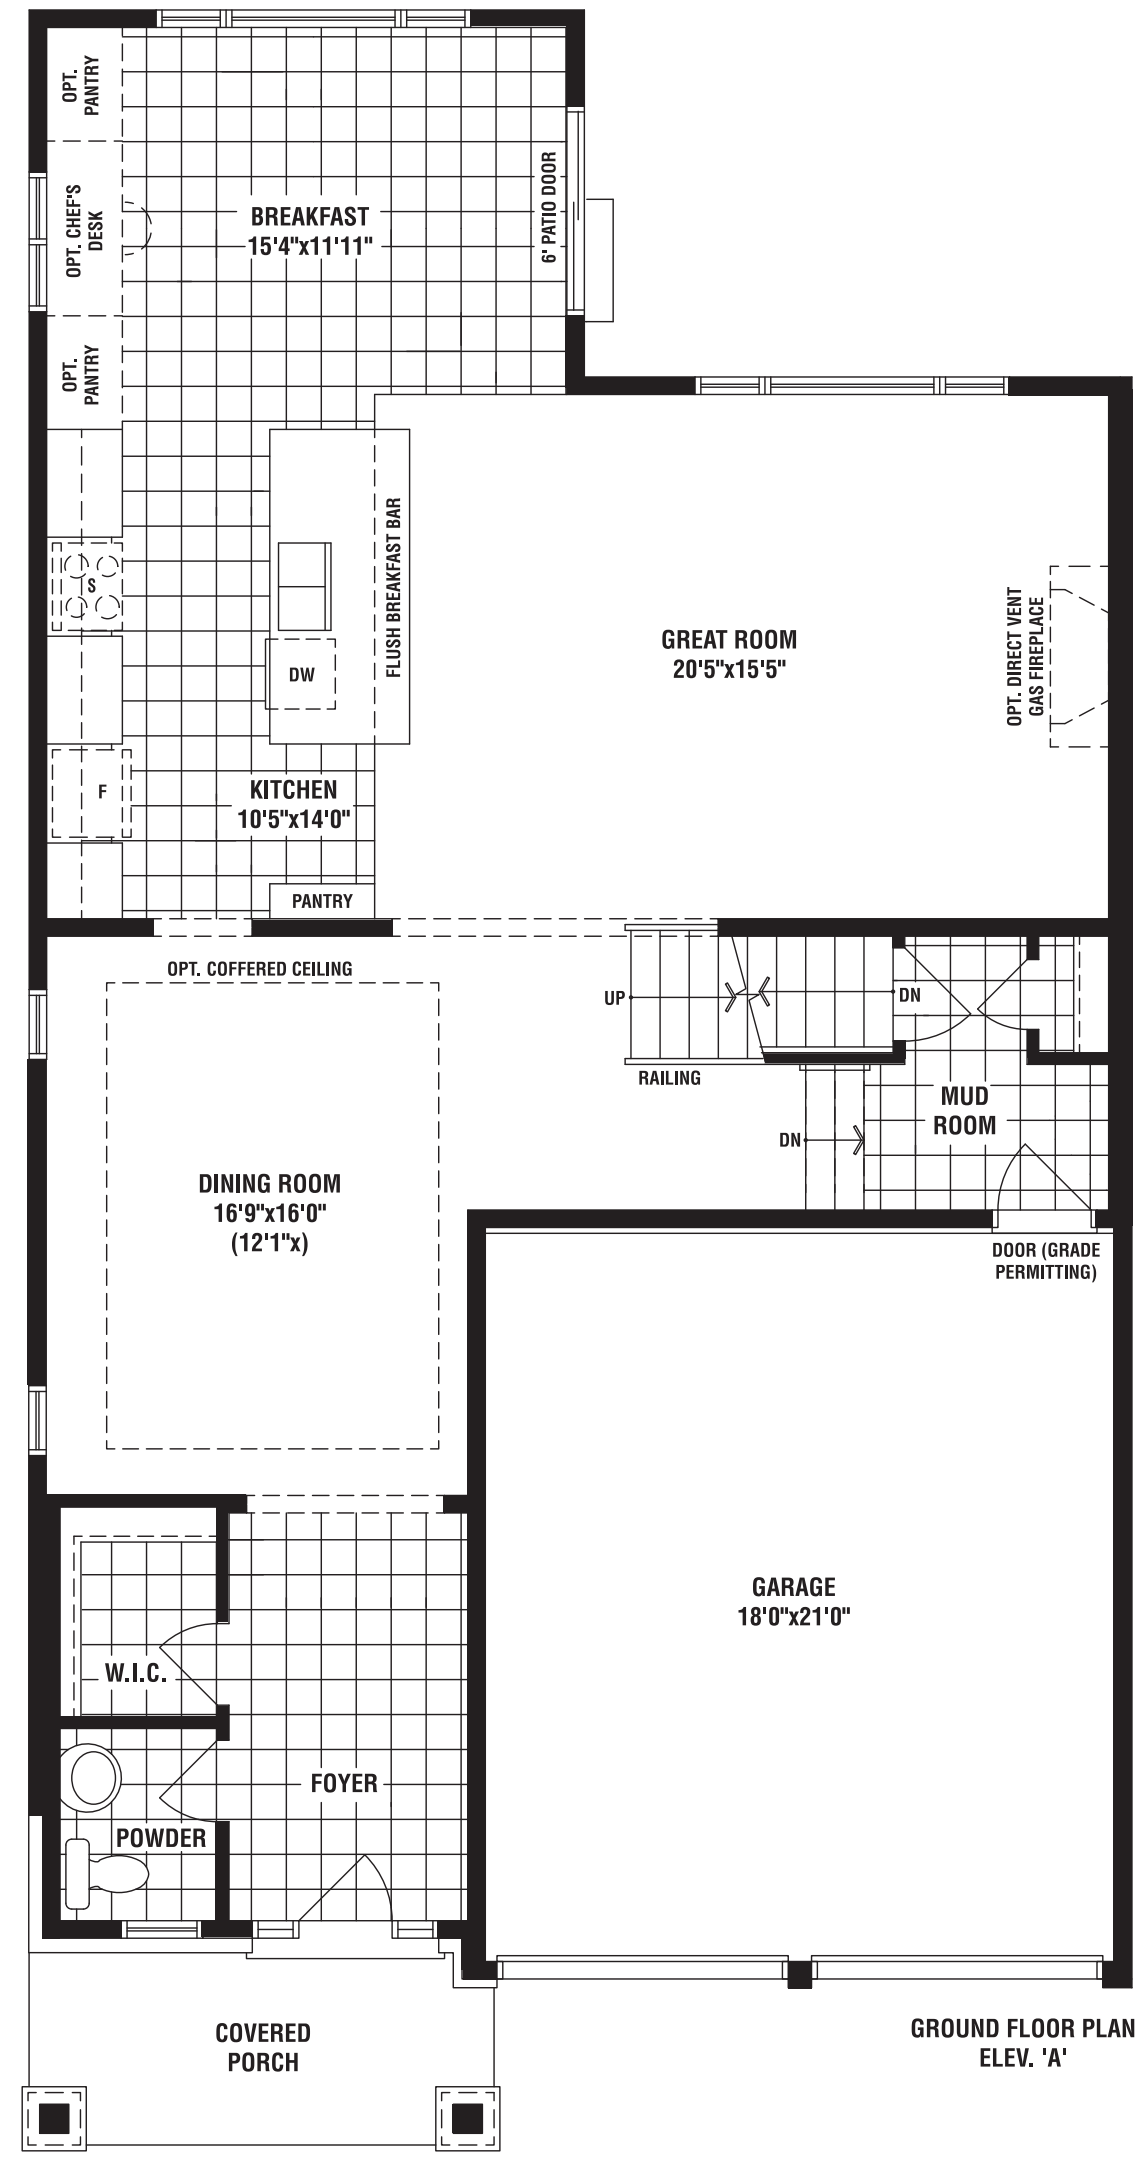 OPT.
PANTRY
OPT. CHEF'S
DESK
BREAKFAST
15'4"x11'11"
6' PATIO DOOR
OPT.
PANTRY
S
FLUSH BREAKFAST BAR
DW
GREAT ROOM
20'5"x15'5"
OPT. DIRECT VENT
GAS FIREPLACE
F
KITCHEN
10'5"x14'0"
PANTRY
OPT. COFFERED CEILING
UP
DN
RAILING
MUD
ROOM
DN
DINING ROOM
16'9"x16'0"
(12'1"x)
DOOR (GRADE
PERMITTING)
GARAGE
18'0"x21'0"
W.I.C.
FOYER
POWDER
COVERED
PORCH
GROUND FLOOR PLAN
ELEV. 'A'